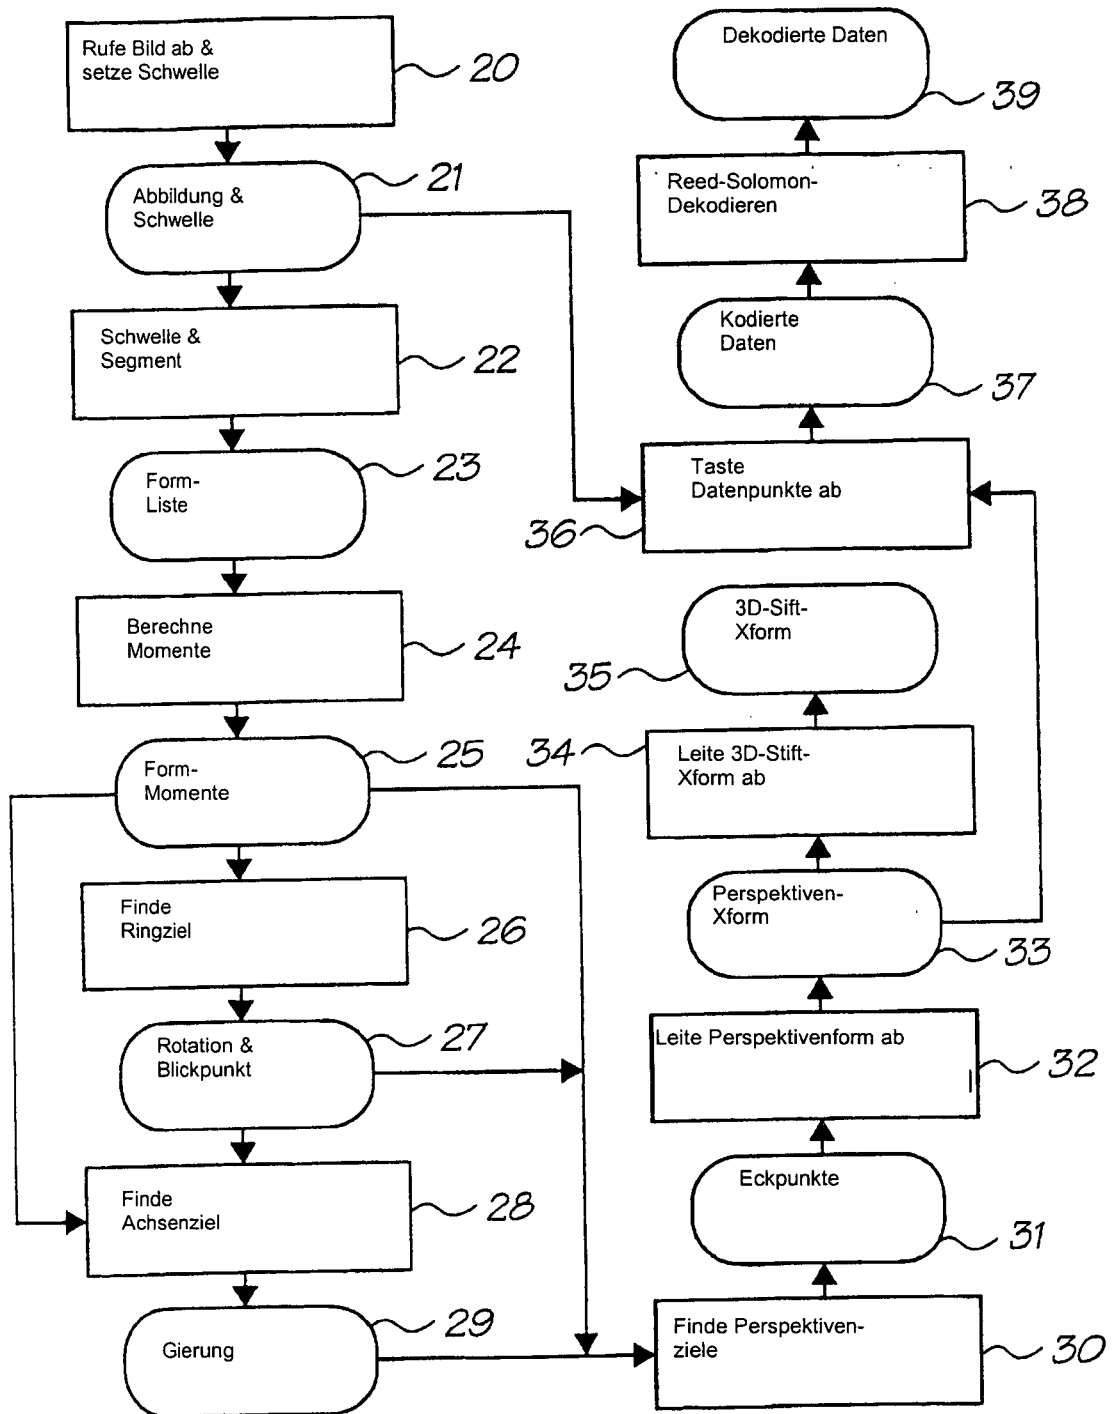 Rufe Bild ab &
setze Schwelle
20
Abbildung &
Schwelle
21
Schwelle &
Segment
22
Form-
Liste
23
Berechne
Momente
24
Form-
Momente
25
Finde
Ringziel
26
Rotation &
Blickpunkt
27
Finde
Achsenziel
28
Gierung
29
Finde Perspektiven-
ziele
30
Eckpunkte
31
Leite Perspektivenform ab
32
Perspektiven-
Xform
33
Leite 3D-Stift-
Xform ab
34
3D-Sift-
Xform
35
Taste
Datenpunkte ab
36
Kodierte
Daten
37
Reed-Solomon-
Dekodieren
38
Dekodierte Daten
39